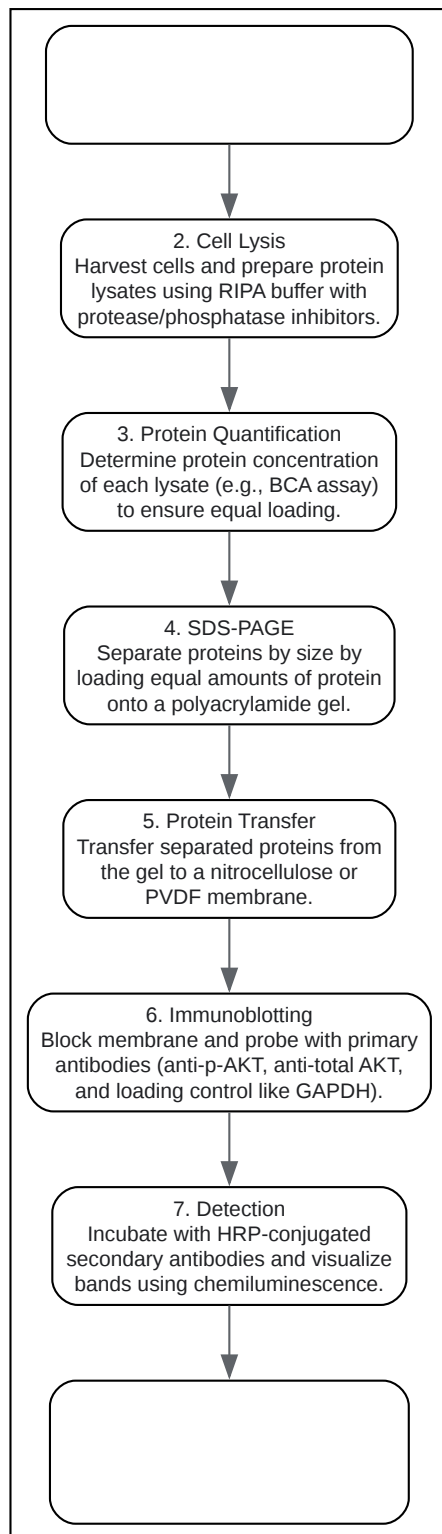 2. Cell Lysis
Harvest cells and prepare protein
lysates using RIPA buffer with
protease/phosphatase inhibitors.
3. Protein Quantification
Determine protein concentration
of each lysate (e.g., BCA assay)
to ensure equal loading.
4. SDS-PAGE
Separate proteins by size by
loading equal amounts of protein
onto a polyacrylamide gel.
5. Protein Transfer
Transfer separated proteins from
the gel to a nitrocellulose or
PVDF membrane.
6. Immunoblotting
Block membrane and probe with primary
antibodies (anti-p-AKT, anti-total AKT,
and loading control like GAPDH).
7. Detection
Incubate with HRP-conjugated
secondary antibodies and visualize
bands using chemiluminescence.